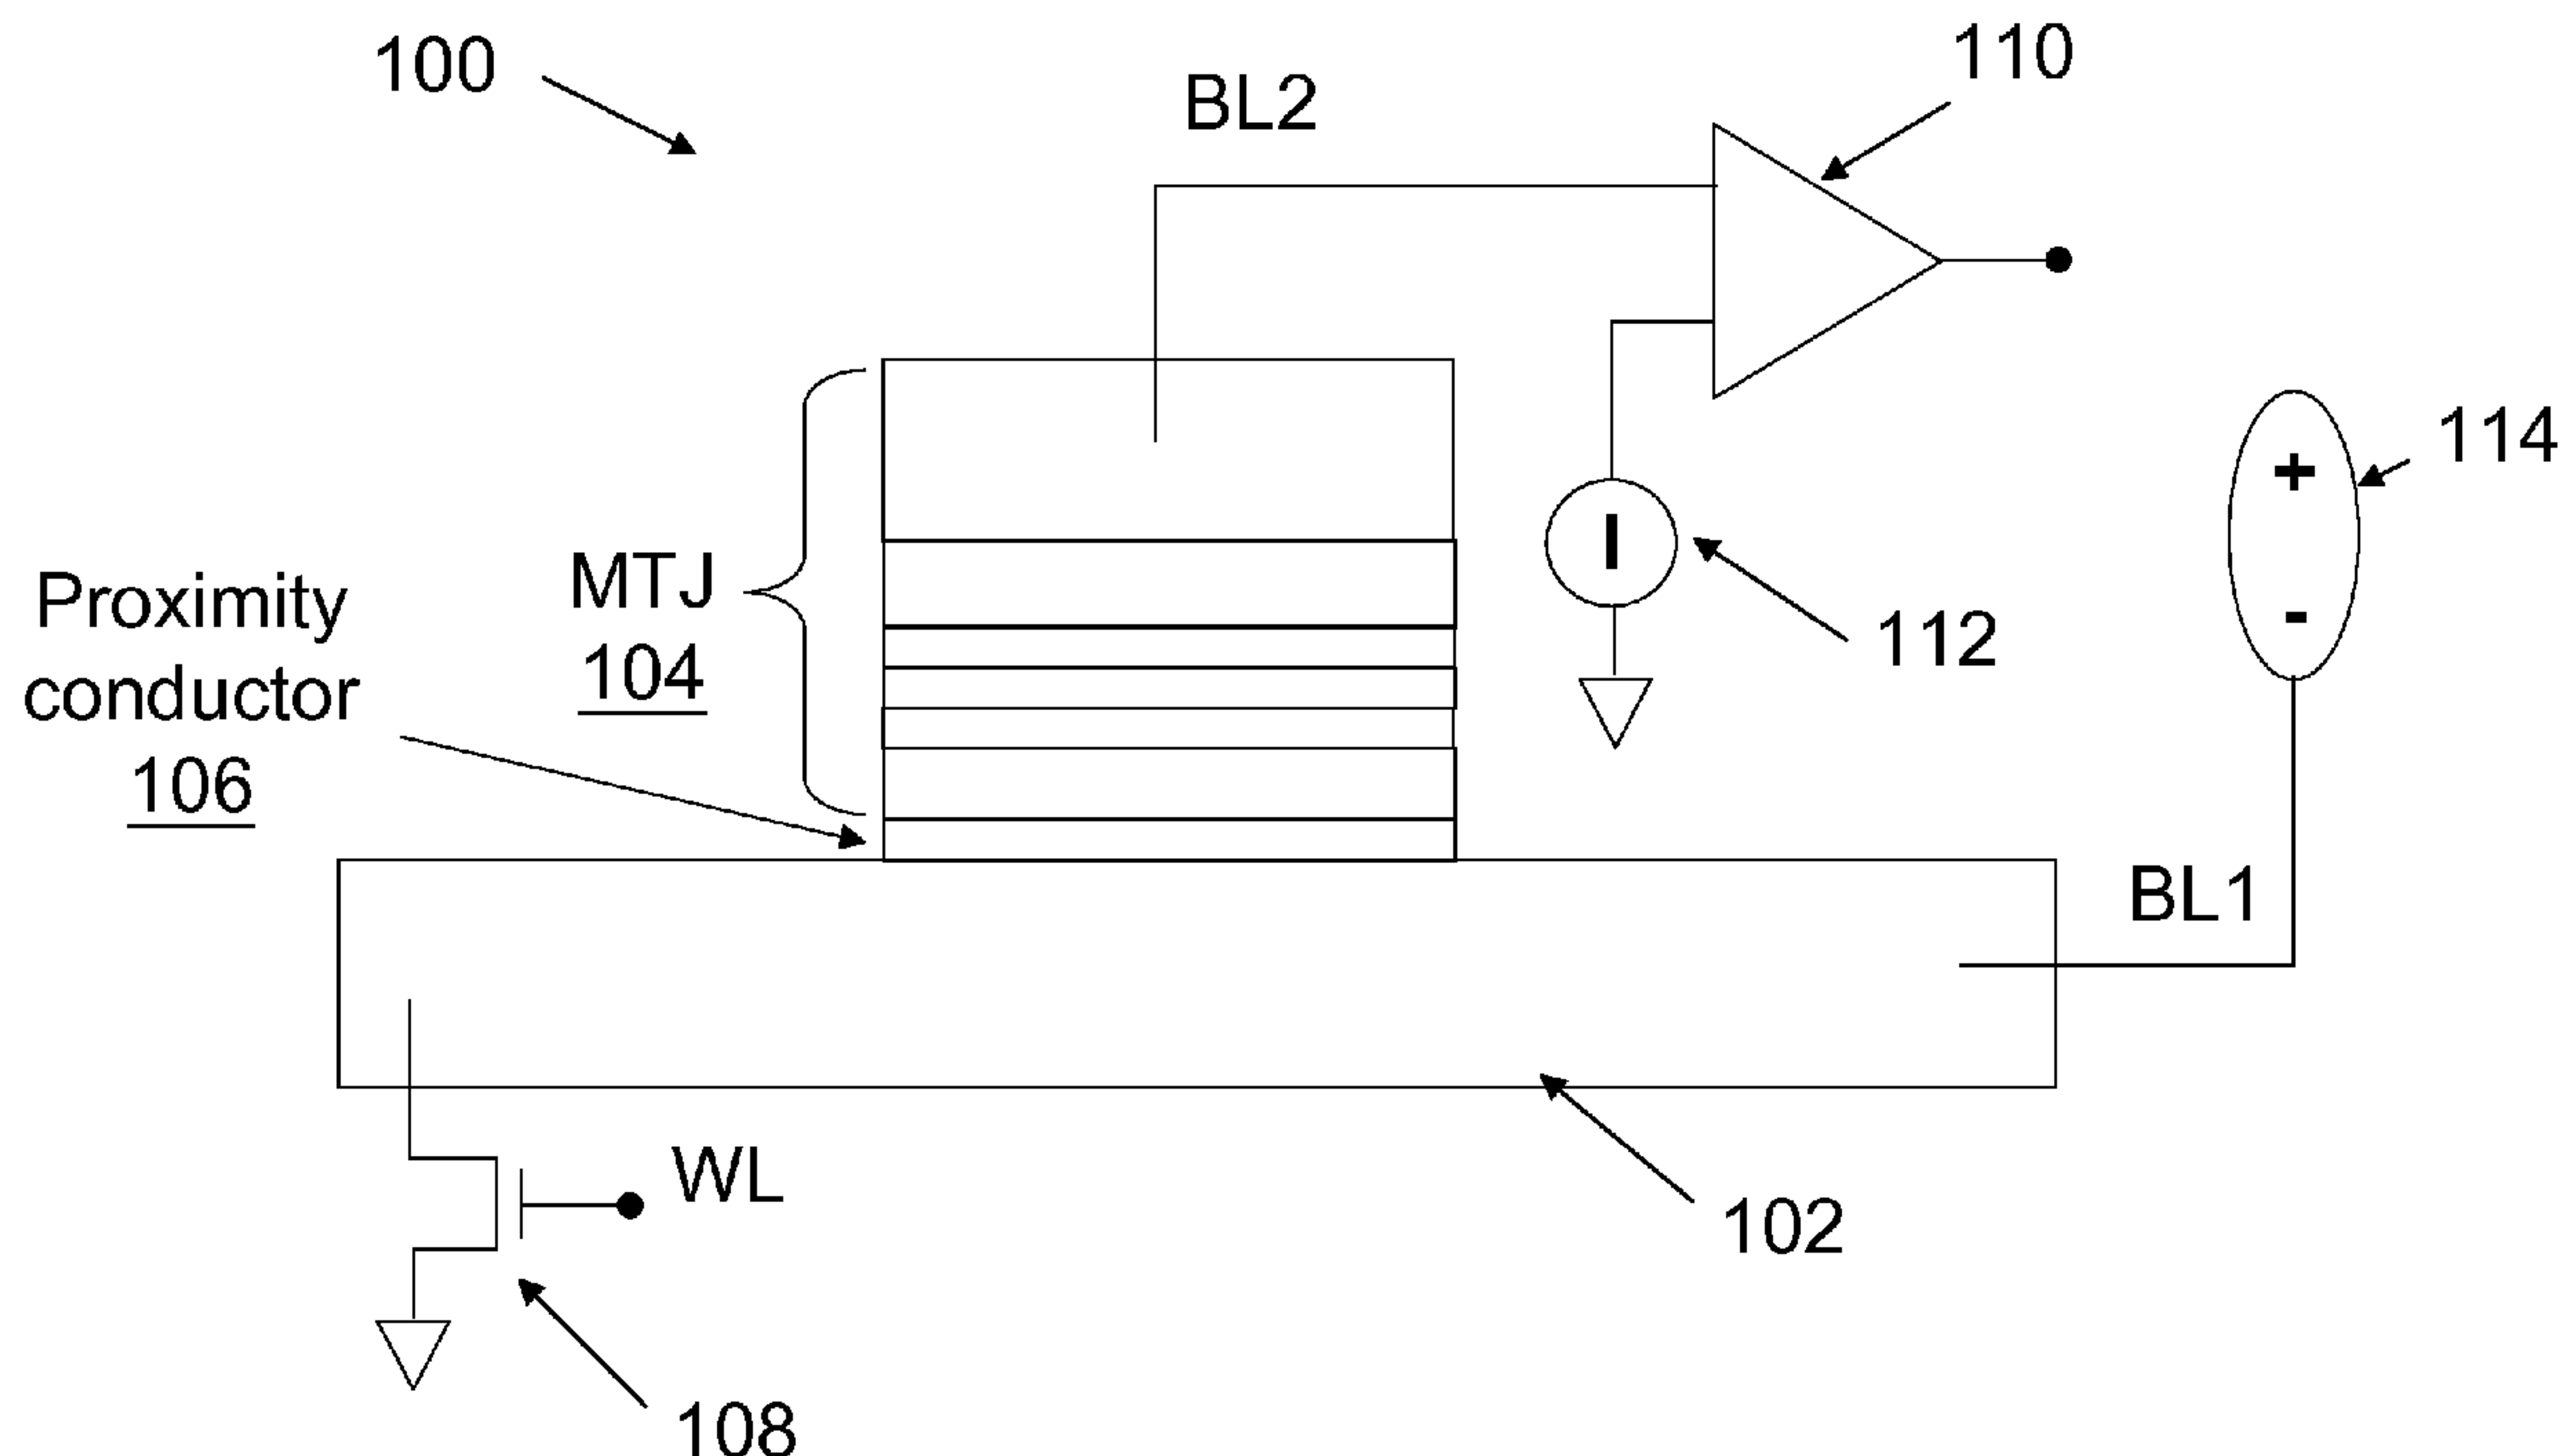 100
BL2
110
114
+
-
I
112
MTJ
104
Proximity
conductor
106
BL1
WL
102
108